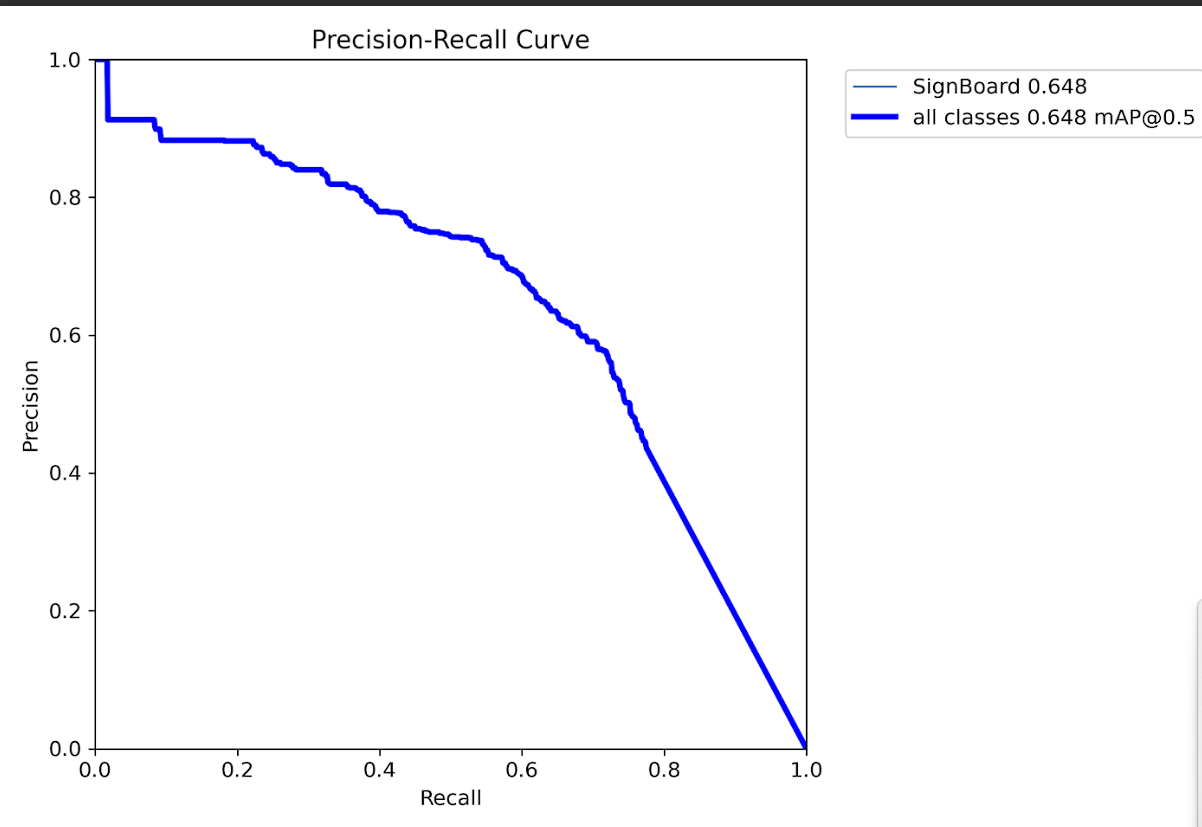 Precision-Recall Curve
SignBoard 0.648
all classes 0.648 mAP@0.5
1.0
0.8
0.6
0.4
0.2
0.0
Precision
0.0 0.2 0.4 0.6 0.8 1.0
Recall